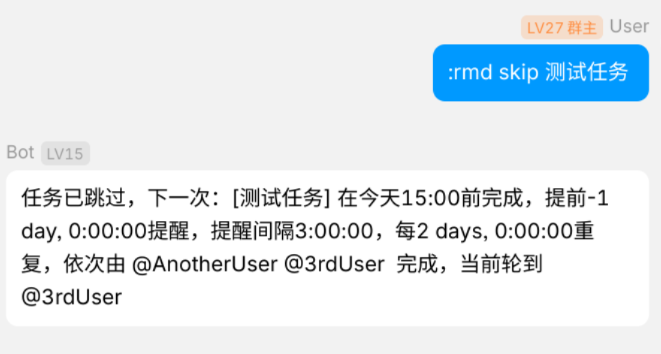 LV27 群主 User
:rmd skip 测试任务
Bot LV15
任务已跳过，下一次：[测试任务] 在今天15:00前完成，提前-1
day, 0:00:00提醒，提醒间隔3:00:00，每2 days, 0:00:00重
复，依次由 @AnotherUser @3rdUser 完成，当前轮到
@3rdUser